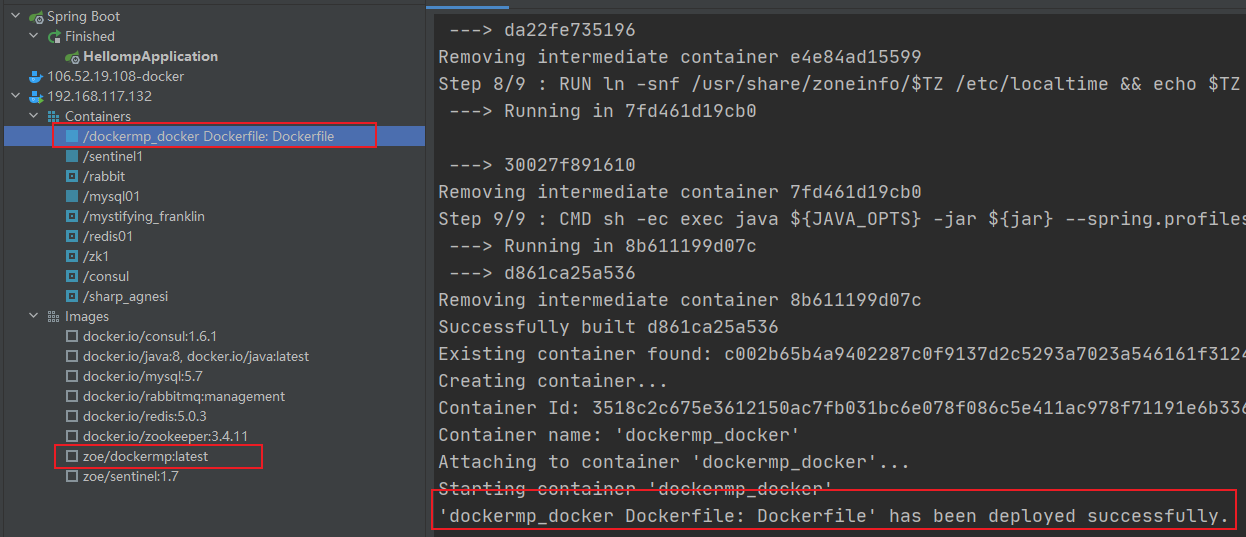 Spring Boot
Finished
HellompApplication
106.52.19.108-docker
192.168.117.132
Containers
/dockermp_docker Dockerfile: Dockerfile
/sentinel1
/rabbit
/mysql01
/mystifying_franklin
/redis01
/zk1
/consul
/sharp_agnesi
Images
docker.io/consul:1.6.1
docker.io/java:8, docker.io/java:latest
docker.io/mysql:5.7
docker.io/rabbitmq:management
docker.io/redis:5.0.3
docker.io/zookeeper:3.4.11
zoe/dockermp:latest
zoe/sentinel:1.7
---> da22fe735196
Removing intermediate container e4e84ad15599
Step 8/9 : RUN ln -snf /usr/share/zoneinfo/$TZ /etc/localtime && echo $TZ
---> Running in 7fd461d19cb0
---> 30027f891610
Removing intermediate container 7fd461d19cb0
Step 9/9 : CMD sh -ec exec java ${JAVA_OPTS} -jar ${jar} --spring.profiles
---> Running in 8b611199d07c
---> d861ca25a536
Removing intermediate container 8b611199d07c
Successfully built d861ca25a536
Existing container found: c002b65b4a9402287c0f9137d2c5293a7023a546161f3124
Creating container...
Container Id: 3518c2c675e3612150ac7fb031bc6e078f086c5e411ac978f71191e6b336
Container name: 'dockermp_docker'
Attaching to container 'dockermp_docker'...
Starting container 'dockermp_docker'
'dockermp_docker Dockerfile: Dockerfile' has been deployed successfully.